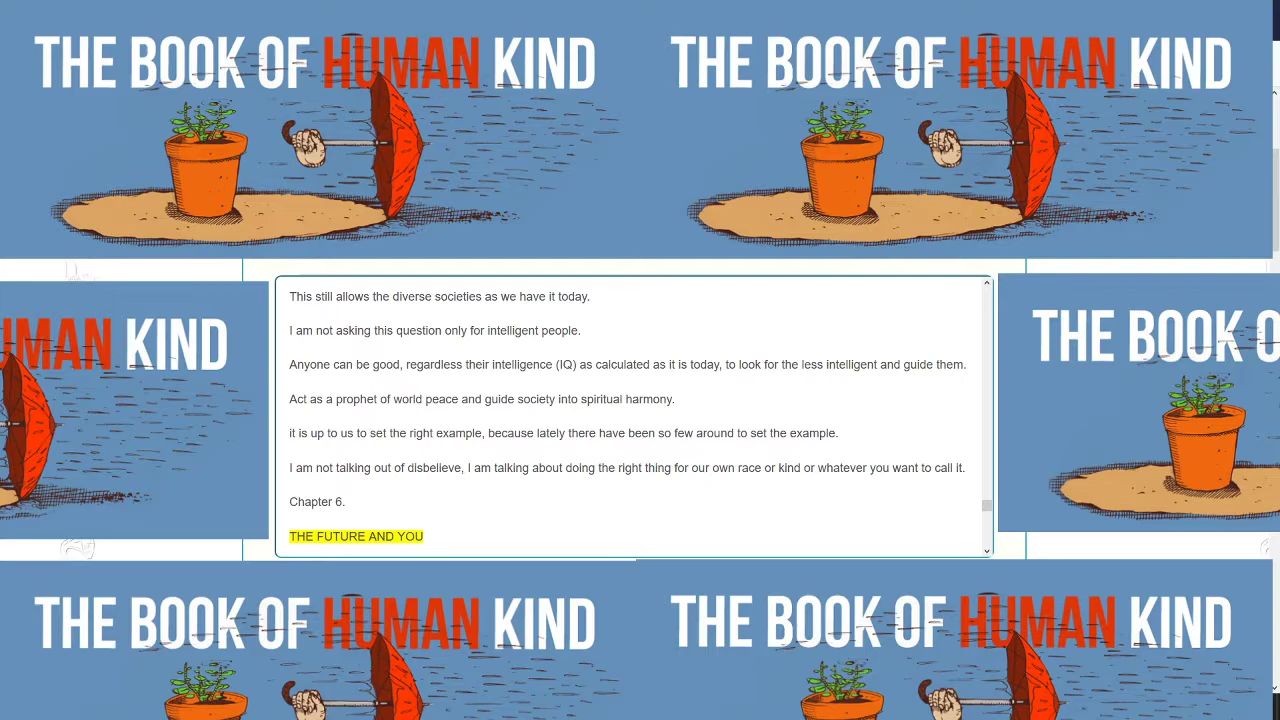 THE BOOK OF HUMAN KIND
THE BOOK OF HUMAN KIND
This still allows the diverse societies as we have it today.
I am not asking this question only for intelligent people.
Anyone can be good, regardless their intelligence (IQ) as calculated as it is today, to look for the less intelligent and guide them.
Act as a prophet of world peace and guide society into spiritual harmony.
it is up to us to set the right example, because lately there have been so few around to set the example.
I am not talking out of disbelieve, I am talking about doing the right thing for our own race or kind or whatever you want to call it.
Chapter 6.
THE FUTURE AND YOU
UMAN KIND
THE BOOK O
THE BOOK OF HUMAN KIND
THE BOOK OF HUMAN KIND